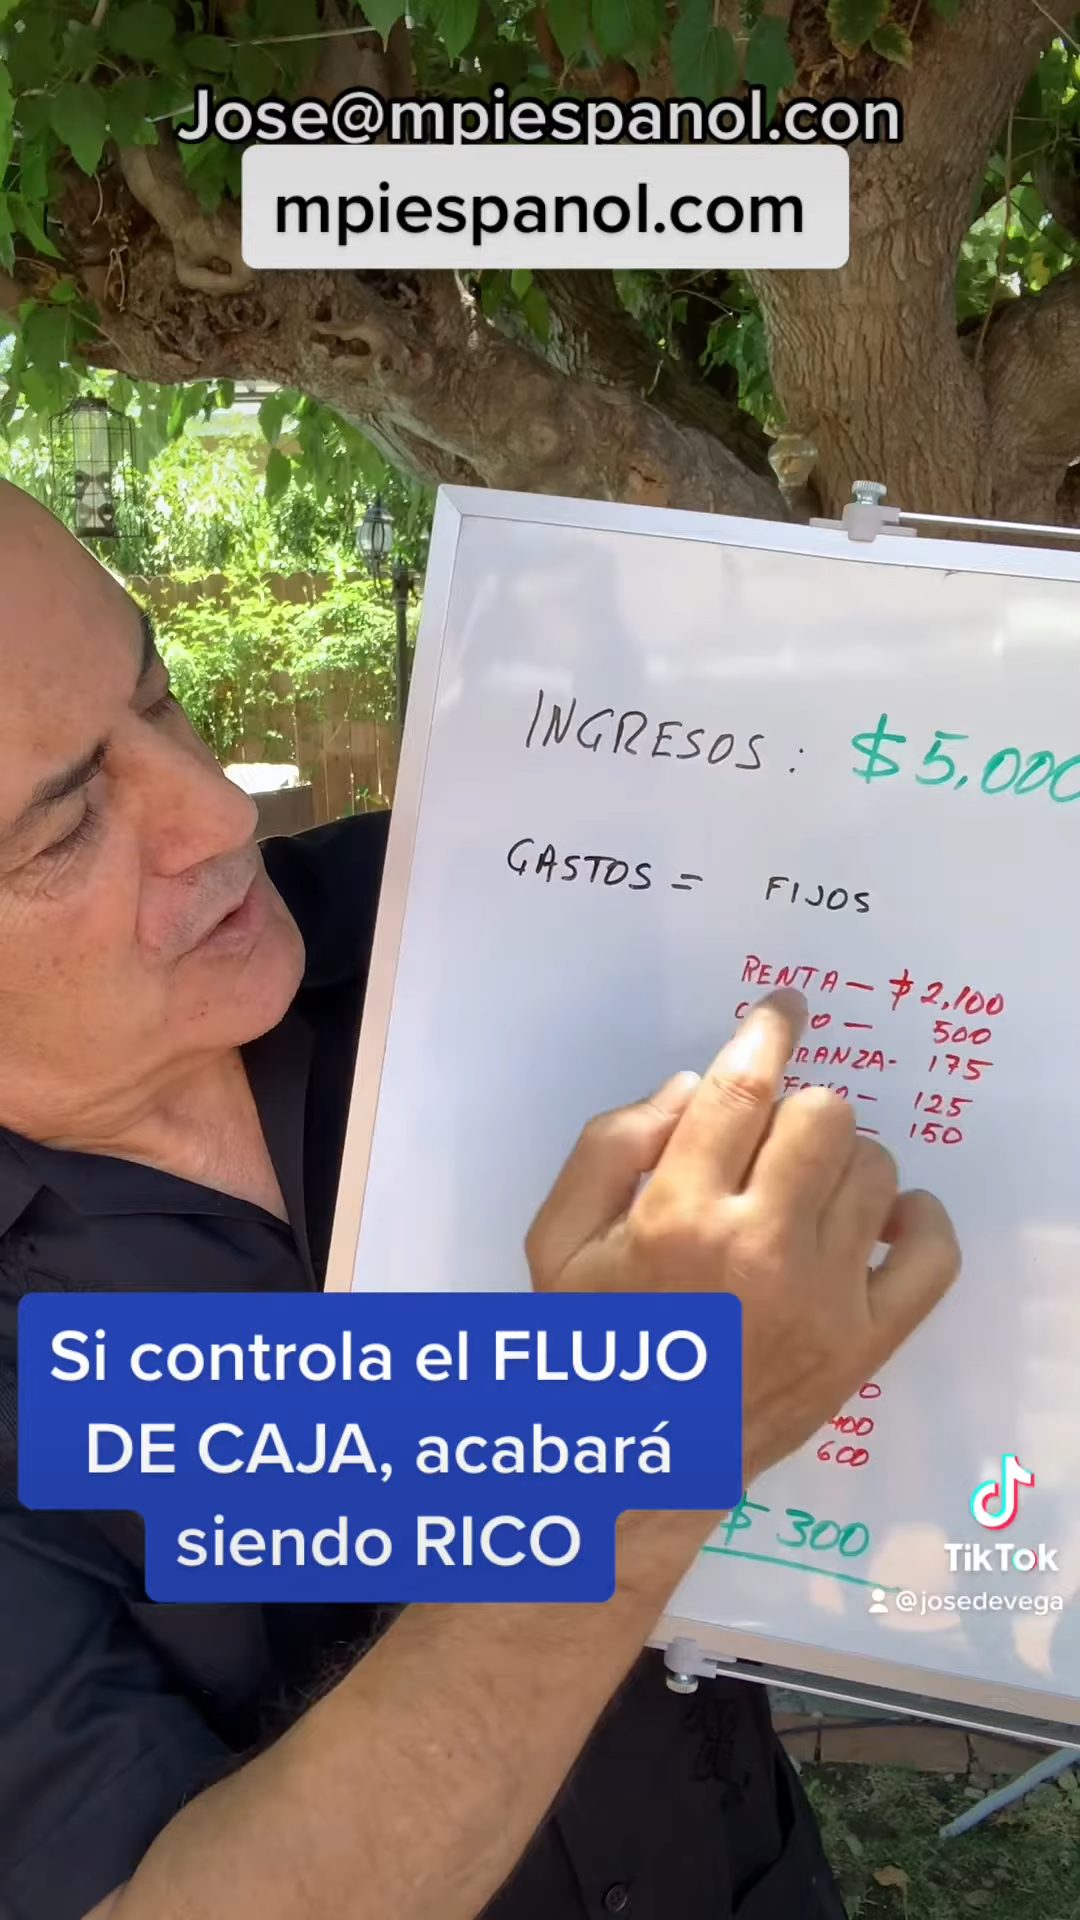 Jose@mpiespanol.con
mpiespanol.com
INGRESOS: $5,000
GASTOS = FIJOS
RENTA - $2,100
500
175
125
150
400
600
$300
Si controla el FLUJO
DE CAJA, acabará
siendo RICO
TikTok
@josedevega